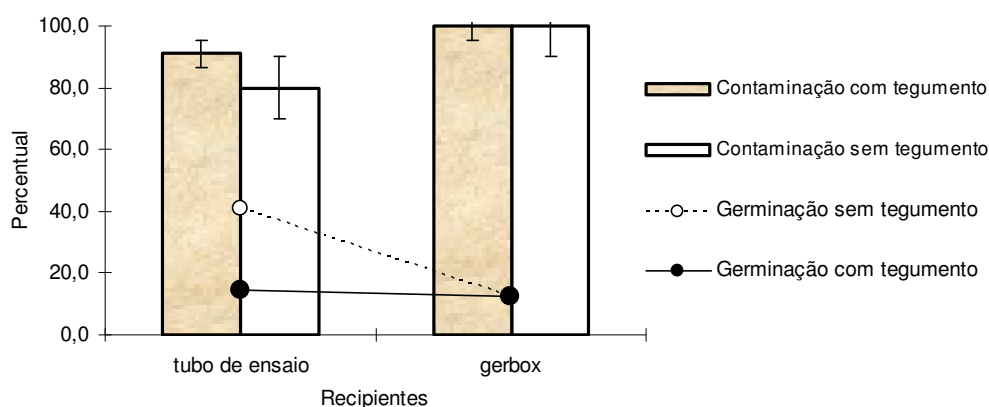 100,0
80,0
60,0
40,0
20,0
0,0
Percentual
tubo de ensaio
gerbox
Recipientes
Contaminação com tegumento
Contaminação sem tegumento
Germinação sem tegumento
Germinação com tegumento